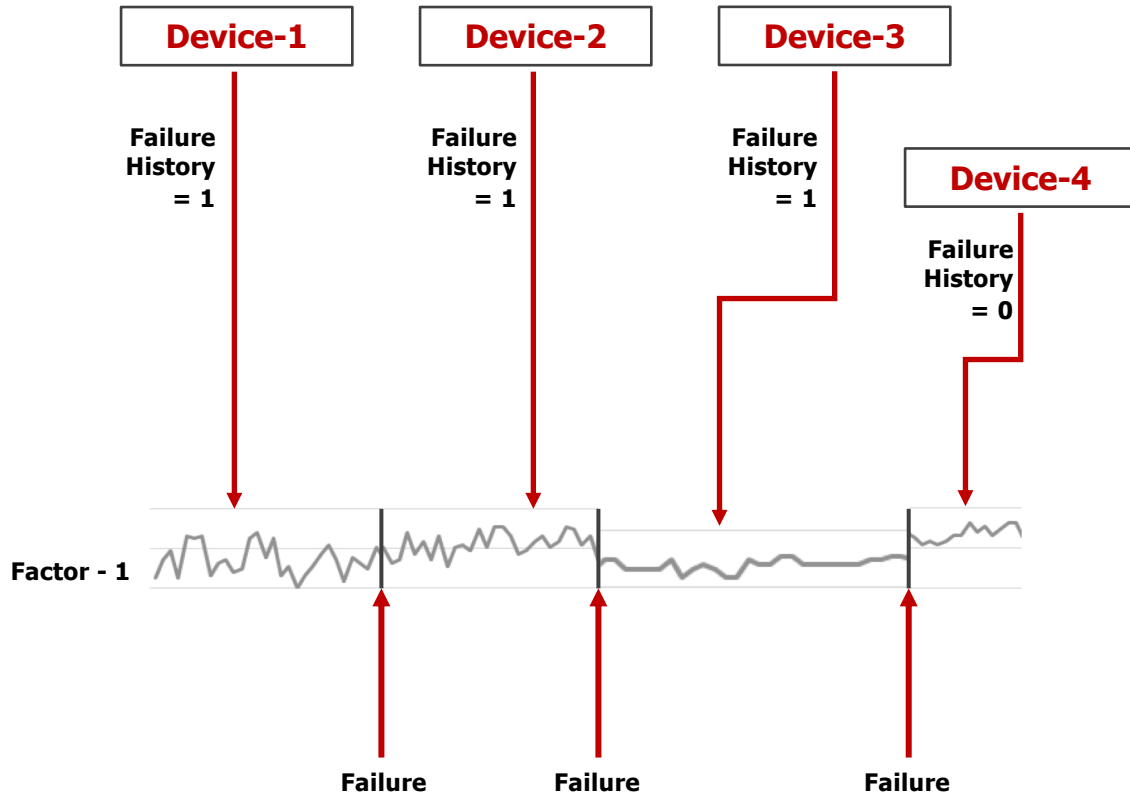 Device-1
Device-2
Device-3
Failure
History
= 1
Failure
History
= 1
Failure
History
= 1
Device-4
Failure
History
= 0
Factor - 1
Failure
Failure
Failure